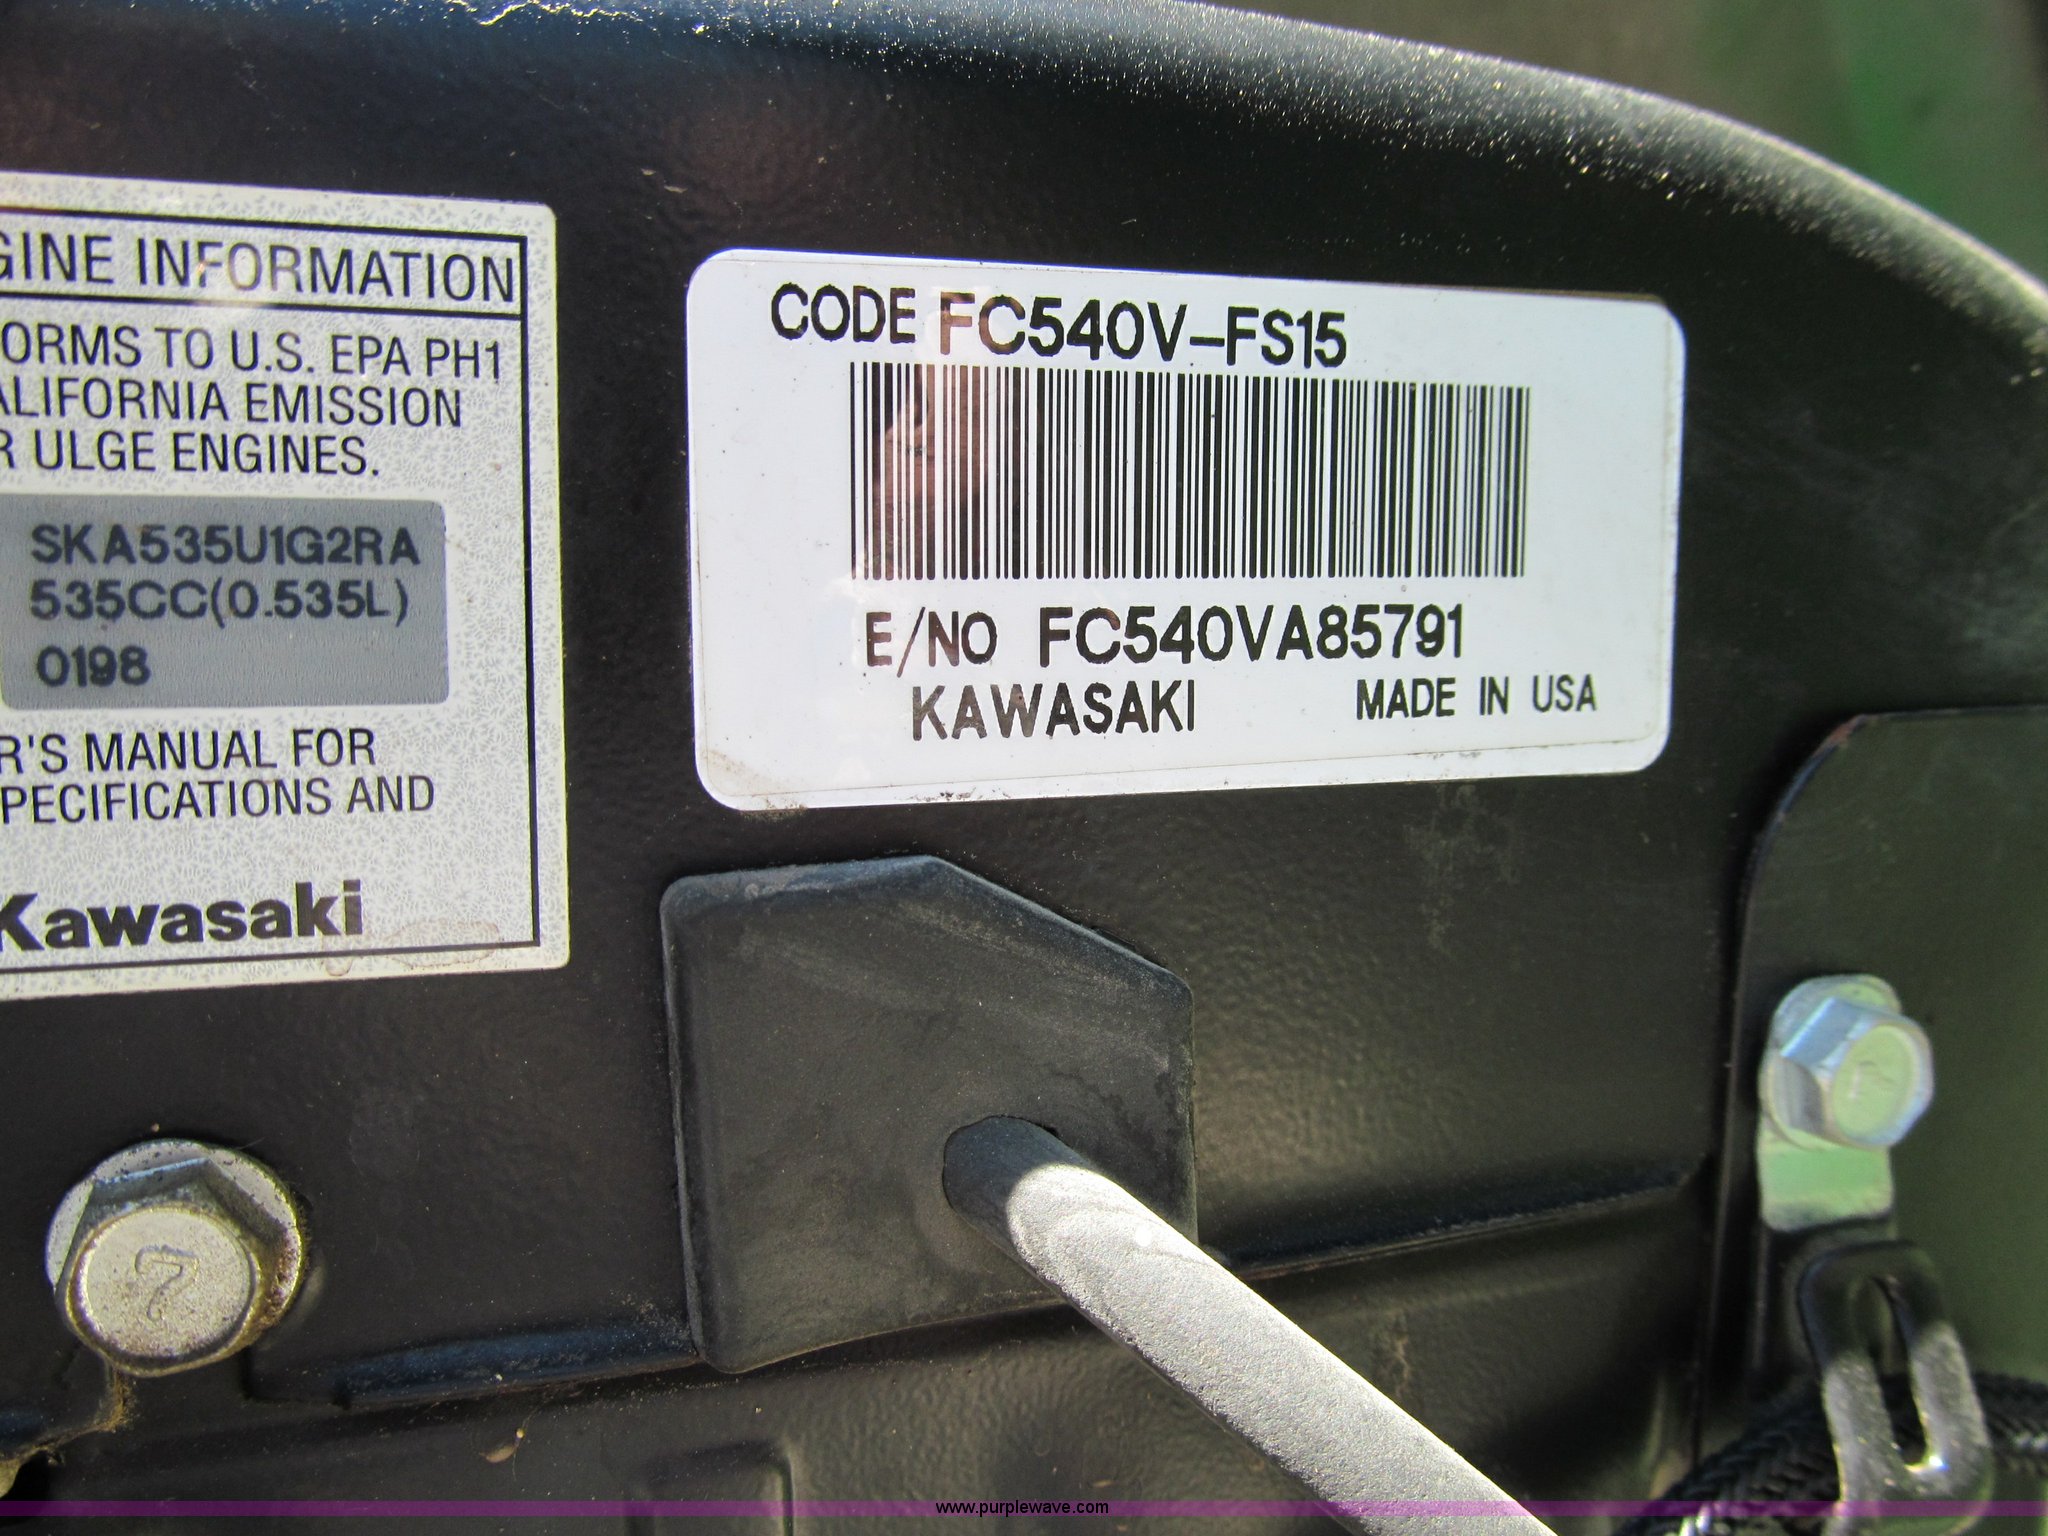 GINE INFORMATION
ORMS TO U.S. EPA PH1
ALIFORNIA EMISSION
R ULGE ENGINES.
SKA535U1G2RA
535CC(0.535L)
0198
R'S MANUAL FOR
PECIFICATIONS AND
Kawasaki
CODE FC540V-FS15
E/NO FC540VA85791
KAWASAKI MADE IN USA
7
www.purplewave.com